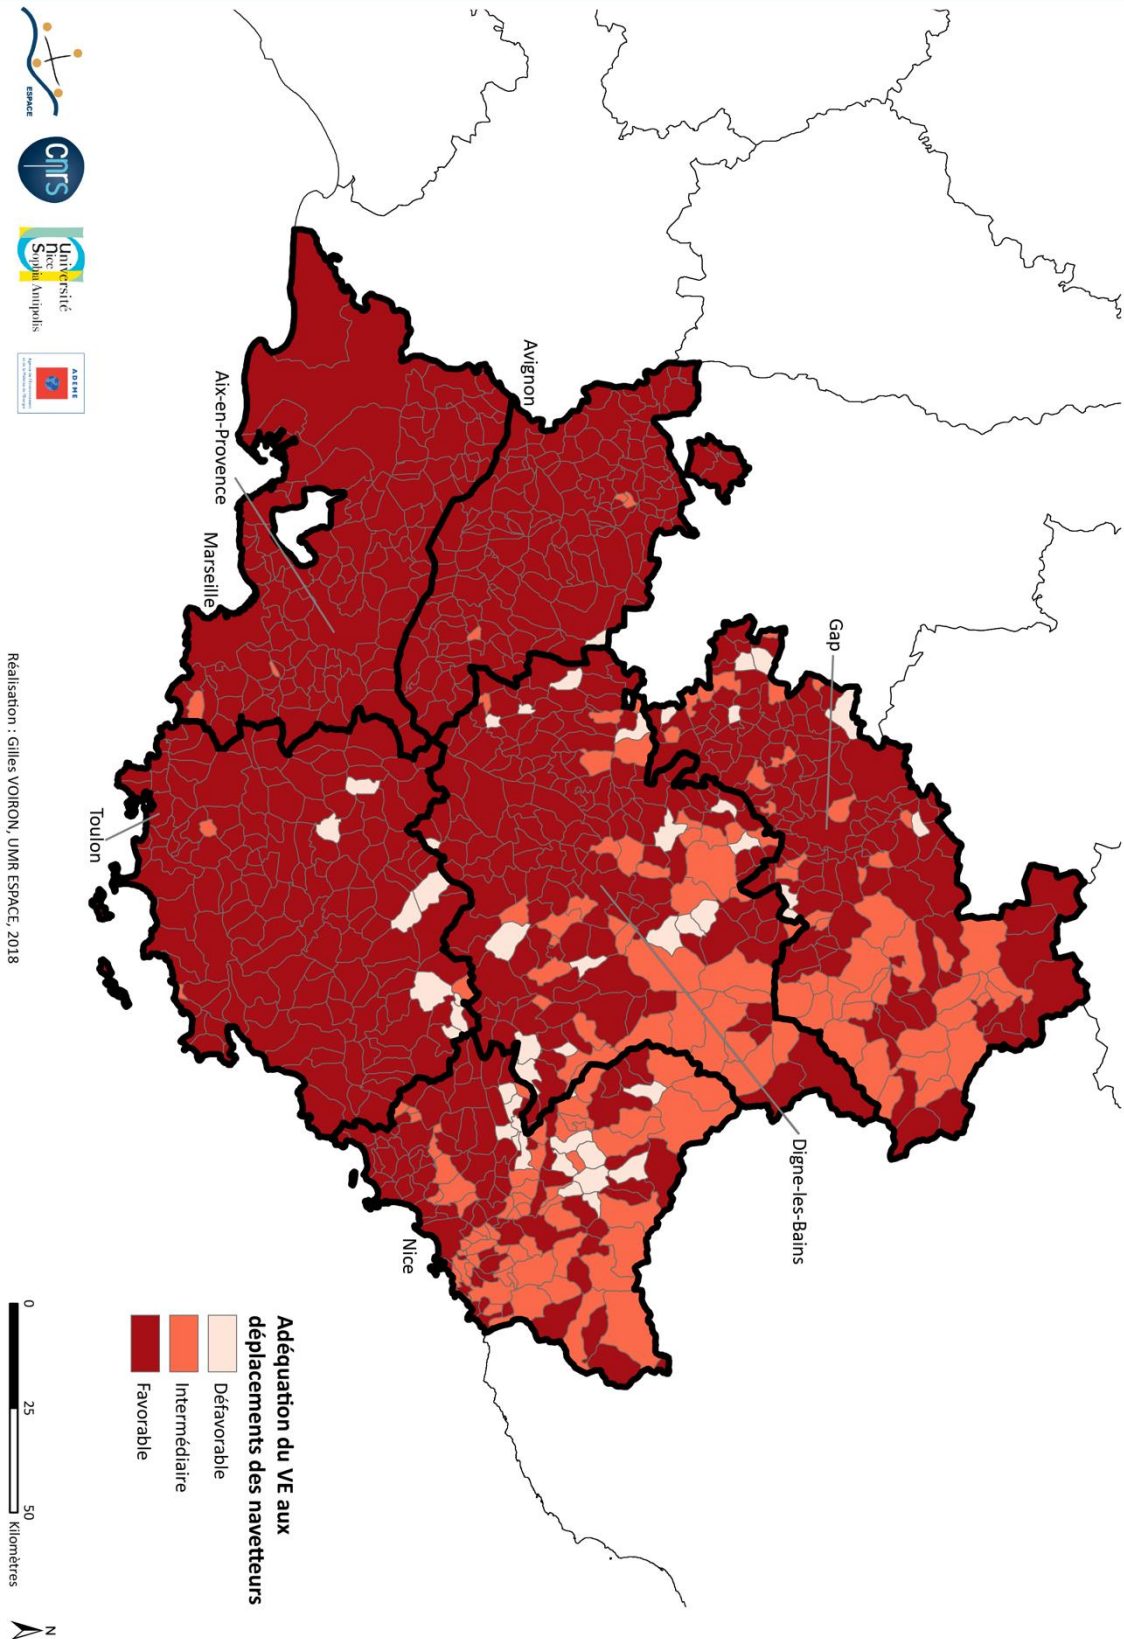 Adéquation du VE aux
déplacements des navetteurs
Défavorable
Intermédiaire
Favorable
Gap
Avignon
Digne-les-Bains
Aix-en-Provence
Nice
Marseille
Toulon
0 25 50 Kilomètres
N
ESPACE
cnrs
Université
nice
Sophia Antipolis
ADEME
Réalisation : Gilles VOIRON, UMR ESPACE, 2018